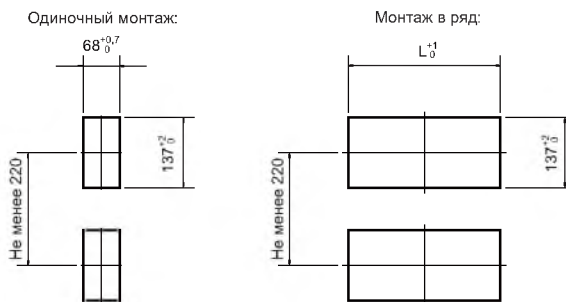 Одиночный монтаж:
68 +0,7 0
137 +2 0
Не менее 220
Монтаж в ряд:
L +1 0
137 +2 0
Не менее 220